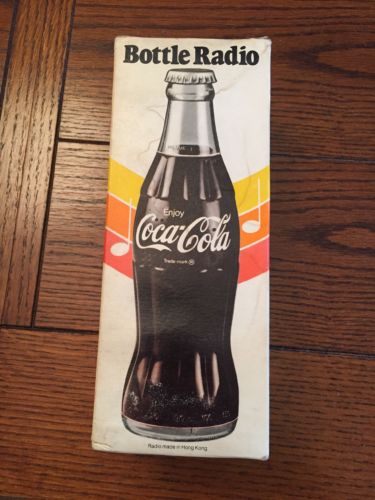 Bottle Radio
Enjoy
Coca-Cola
Trade-mark ®
Radio made in Hong Kong